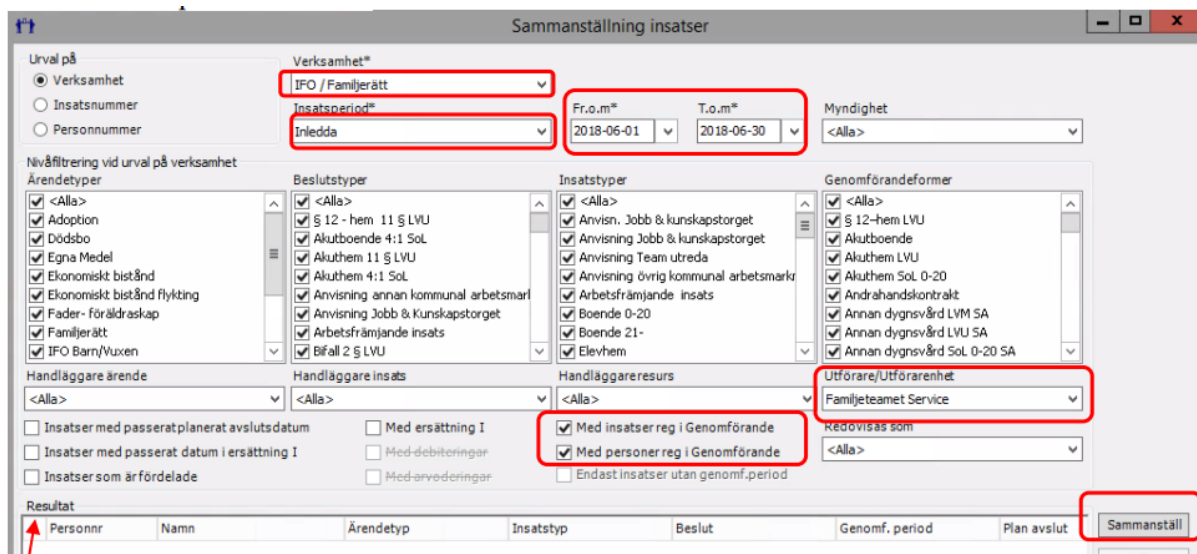 Sammanställning insatser
Urval på
Verksamhet
Insatsnummer
Personnummer
Verksamhet*
IFO / Familjerätt
Insatsperiod*
Inledda
Fr.o.m*
T.o.m*
2018-06-01
2018-06-30
Myndighet
<Alla>
Nivåfiltrering vid urval på verksamhet
Ärendetyper
<Alla>
Adoption
Dödsbo
Egna Medel
Ekonomiskt bistånd
Ekonomiskt bistånd flykting
Fader- föräldraskap
Familjerätt
IFO Barn/Vuxen
Beslutstyper
<Alla>
§ 12 - hem 11 § LVU
Akutboende 4:1 SoL
Akuthem 11 § LVU
Akuthem 4:1 SoL
Anvisning annan kommunal arbetsmarl
Anvisning Jobb & Kunskapstorget
Arbetsfrämjande insats
Bifall 2 § LVU
Insatstyper
<Alla>
Anvisn. Jobb & kunskapstorget
Anvisning Jobb & kunskapstorget
Anvisning Team utreda
Anvisning övrig kommunal arbetsmarkr
Arbetsfrämjande insats
Boende 0-20
Boende 21-
Elevhem
Genomförandeformer
<Alla>
§ 12-hem LVU
Akutboende
Akuthem LVU
Akuthem SoL 0-20
Andrahandskontrakt
Annan dygnsvård LVM SA
Annan dygnsvård LVU SA
Annan dygnsvård SoL 0-20 SA
Handläggare ärende
<Alla>
Handläggare insats
<Alla>
Handläggare resurs
<Alla>
Utförare/Utförarenhet
Familjeteamet Service
Insatser med passerat planerat avslutsdatum
Insatser med passerat datum i ersättning I
Insatser som är fördelade
Med ersättning I
Med debiteringar
Med arvoderingar
Med insatser reg i Genomförande
Med personer reg i Genomförande
Endast insatser utan genomf.period
Redovisas som
<Alla>
Resultat
Personnr Namn Ärendetyp Insatstyp Beslut Genomf. period Plan avslut
Sammanställ